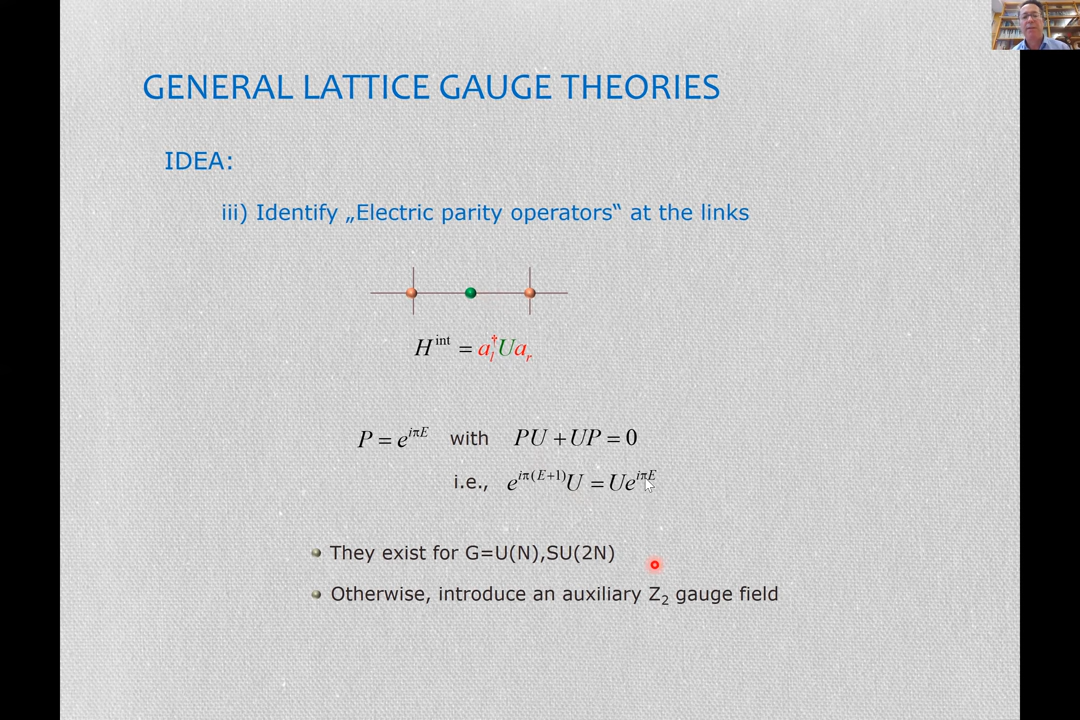 GENERAL LATTICE GAUGE THEORIES
IDEA:
iii) Identify „Electric parity operators“ at the links
H^int = a_l^† U a_r
P = e^{iπE} with PU + UP = 0
i.e., e^{iπ(E+1)} U = U e^{iπE}
They exist for G=U(N),SU(2N)
Otherwise, introduce an auxiliary Z₂ gauge field